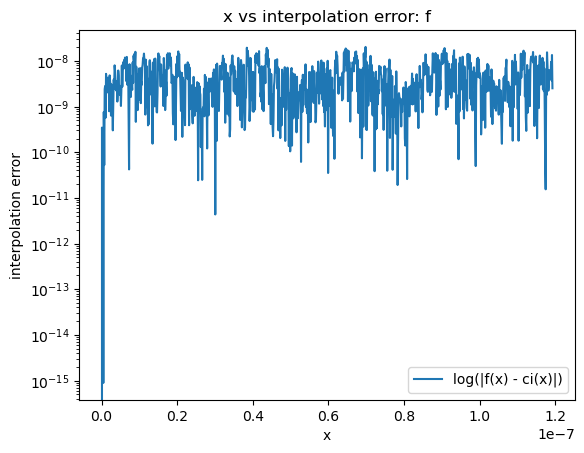 x vs interpolation error: f
interpolation error
10⁻⁸
10⁻⁹
10⁻¹⁰
10⁻¹¹
10⁻¹²
10⁻¹³
10⁻¹⁴
10⁻¹⁵
log(|f(x) - ci(x)|)
0.0 0.2 0.4 0.6 0.8 1.0 1.2
1e−7
x